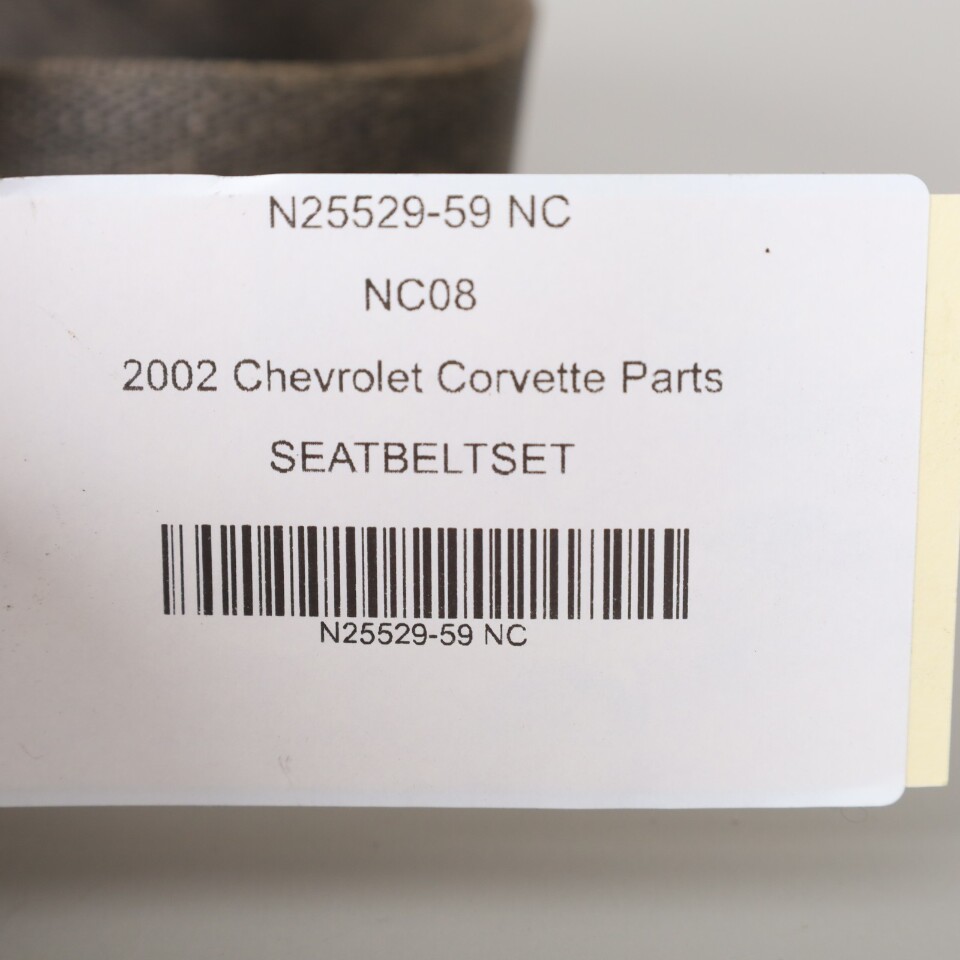 N25529-59 NC
NC08
2002 Chevrolet Corvette Parts
SEATBELTSET
N25529-59 NC